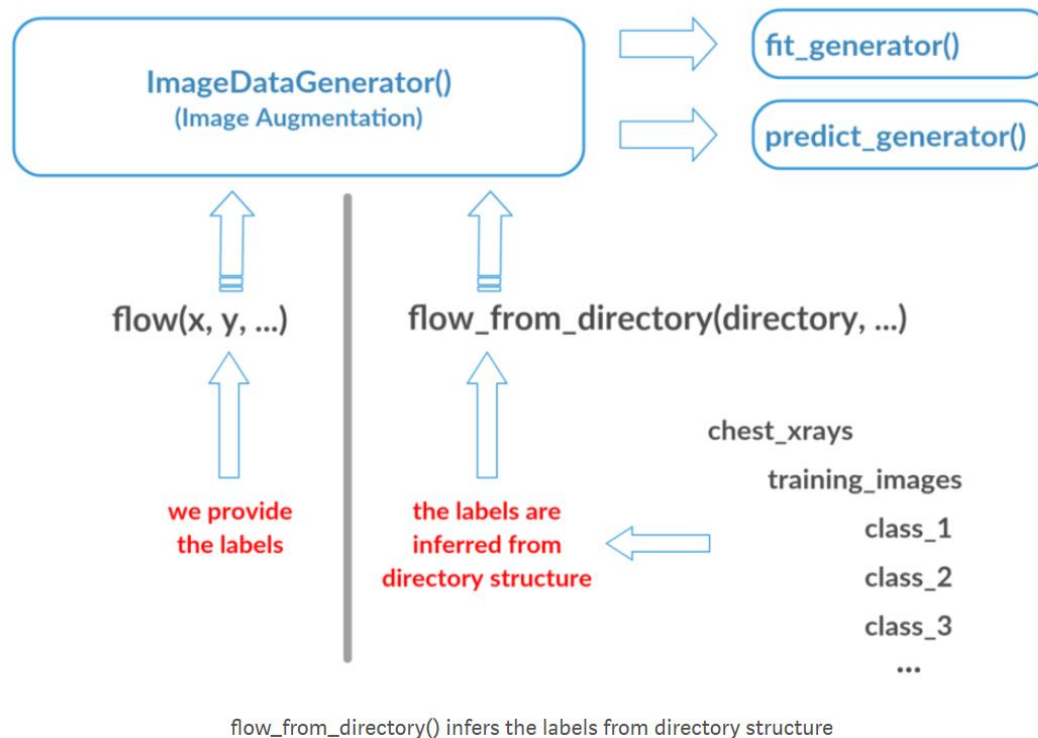 ImageDataGenerator()
(Image Augmentation)
fit_generator()
predict_generator()
flow(x, y, ...)
flow_from_directory(directory, ...)
we provide
the labels
the labels are
inferred from
directory structure
chest_xrays
training_images
class_1
class_2
class_3
...
flow_from_directory() infers the labels from directory structure